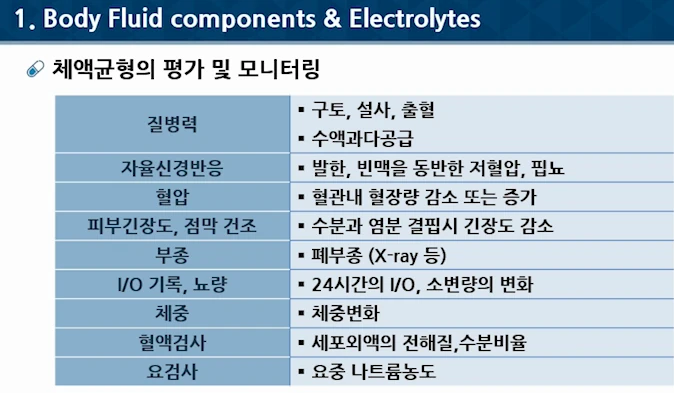 1. Body Fluid components & Electrolytes
체액균형의 평가 및 모니터링
질병력
▪ 구토, 설사, 출혈
▪ 수액과다공급
자율신경반응
▪ 발한, 빈맥을 동반한 저혈압, 핍뇨
혈압
▪ 혈관내 혈장량 감소 또는 증가
피부긴장도, 점막 건조
▪ 수분과 염분 결핍시 긴장도 감소
부종
▪ 폐부종 (X-ray 등)
I/O 기록, 뇨량
▪ 24시간의 I/O, 소변량의 변화
체중
▪ 체중변화
혈액검사
▪ 세포외액의 전해질,수분비율
요검사
▪ 요중 나트륨농도